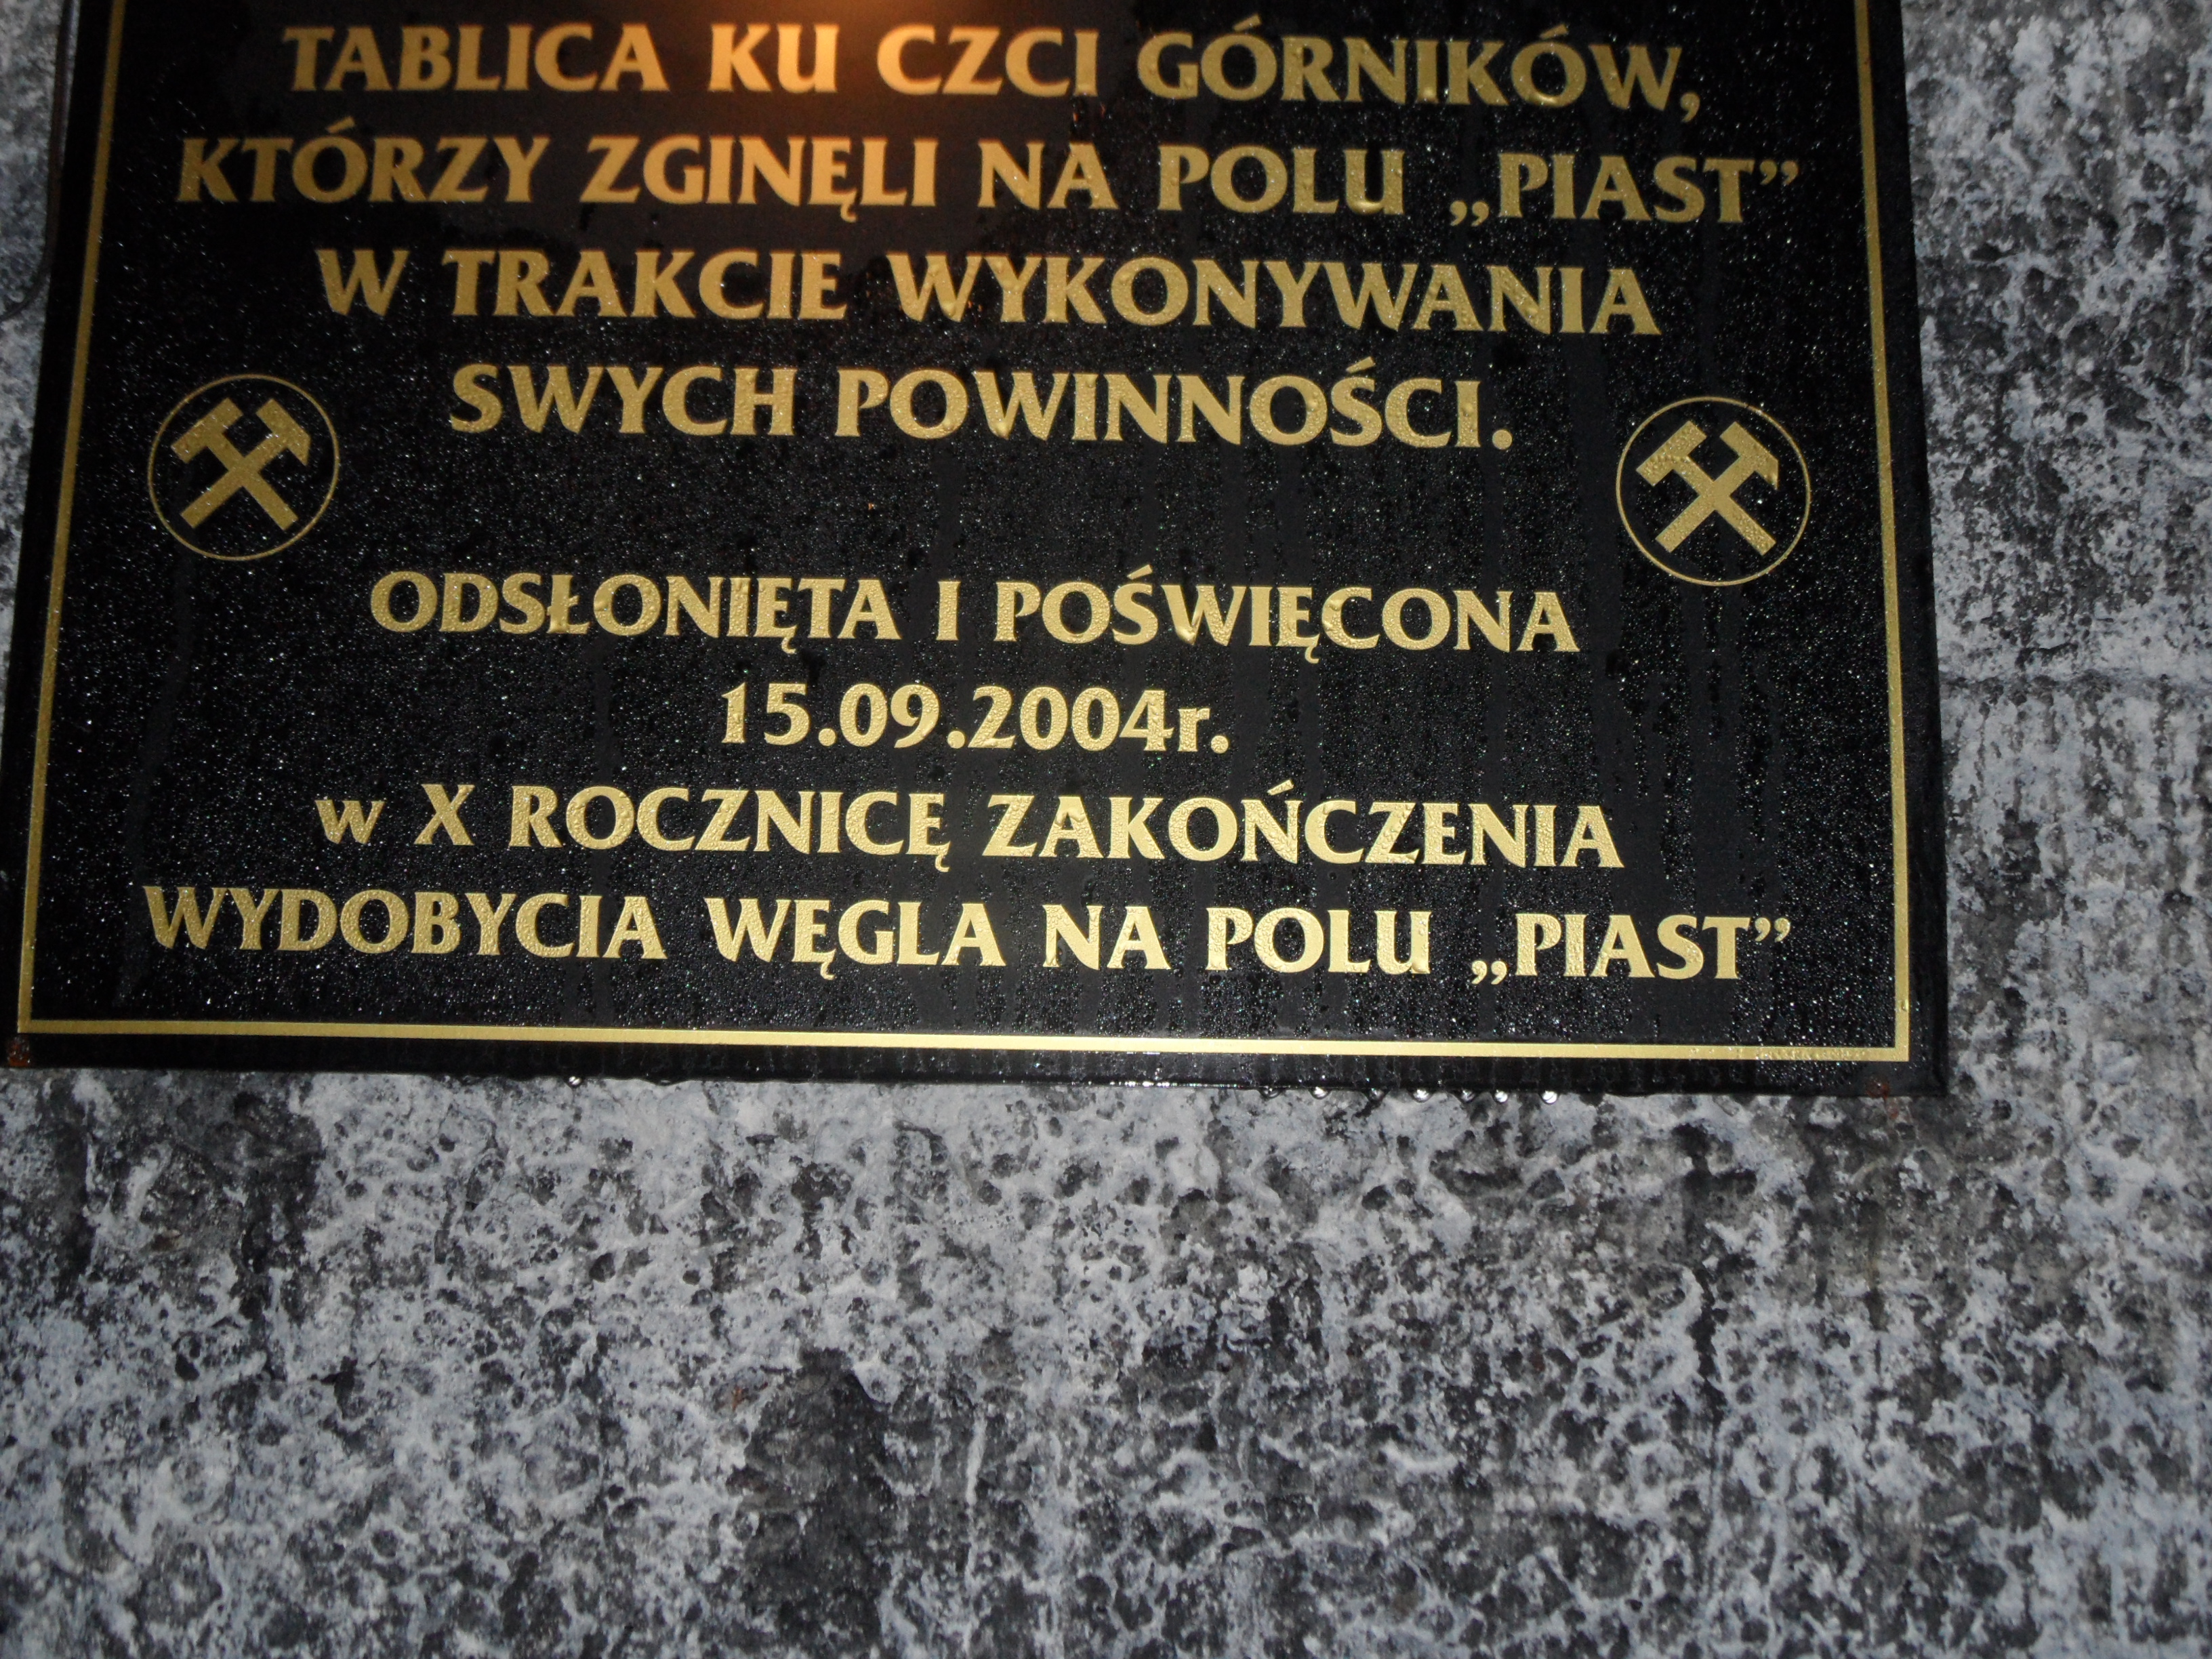 TABLICA KU CZCI GÓRNIKÓW,
KTÓRZY ZGINĘLI NA POLU „PIAST”
W TRAKCIE WYKONYWANIA
SWYCH POWINNOŚCI.
ODSŁONIĘTA I POŚWIĘCONA
15.09.2004r.
w X ROCZNICĘ ZAKOŃCZENIA
WYDOBYCIA WĘGLA NA POLU „PIAST”